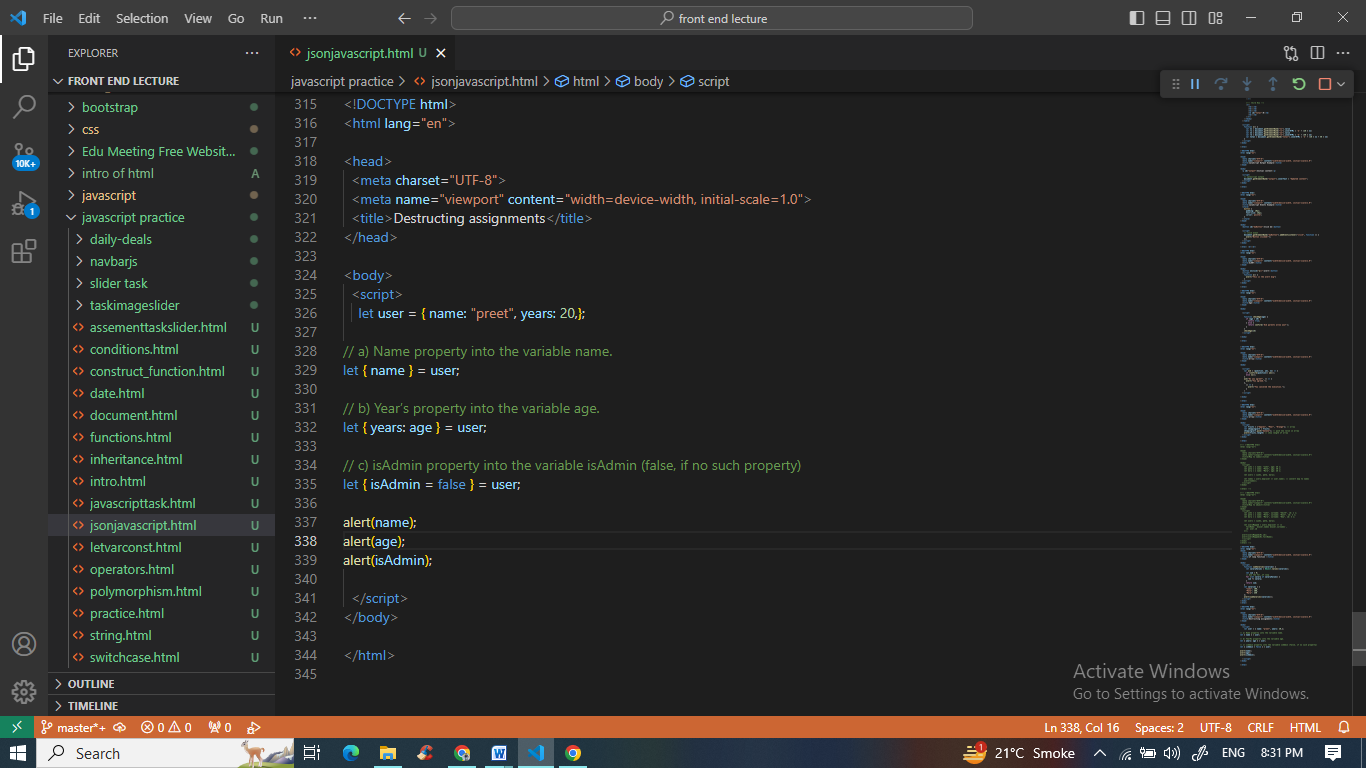 File Edit Selection View Go Run ··· front end lecture
EXPLORER ···
jsonjavascript.html U
FRONT END LECTURE
javascript practice > jsonjavascript.html > html > body > script
bootstrap
css
Edu Meeting Free Websit...
intro of html A
javascript
javascript practice
daily-deals
navbarjs
slider task
taskimageslider
assementtaskslider.html U
conditions.html U
construct_function.html U
date.html U
document.html U
functions.html U
inheritance.html U
intro.html U
javascripttask.html U
jsonjavascript.html U
letvarconst.html U
operators.html U
polymorphism.html U
practice.html U
string.html U
switchcase.html U
OUTLINE
TIMELINE
10K+
1
315 <!DOCTYPE html>
316 <html lang="en">
317
318 <head>
319 <meta charset="UTF-8">
320 <meta name="viewport" content="width=device-width, initial-scale=1.0">
321 <title>Destructing assignments</title>
322 </head>
323
324 <body>
325 <script>
326 let user = { name: "preet", years: 20,};
327
328 // a) Name property into the variable name.
329 let { name } = user;
330
331 // b) Year's property into the variable age.
332 let { years: age } = user;
333
334 // c) isAdmin property into the variable isAdmin (false, if no such property)
335 let { isAdmin = false } = user;
336
337 alert(name);
338 alert(age);
339 alert(isAdmin);
340
341 </script>
342 </body>
343
344 </html>
345
Activate Windows
Go to Settings to activate Windows.
master*+ 0 0 0 Ln 338, Col 16 Spaces: 2 UTF-8 CRLF HTML
Search 1 21°C Smoke ENG 8:31 PM